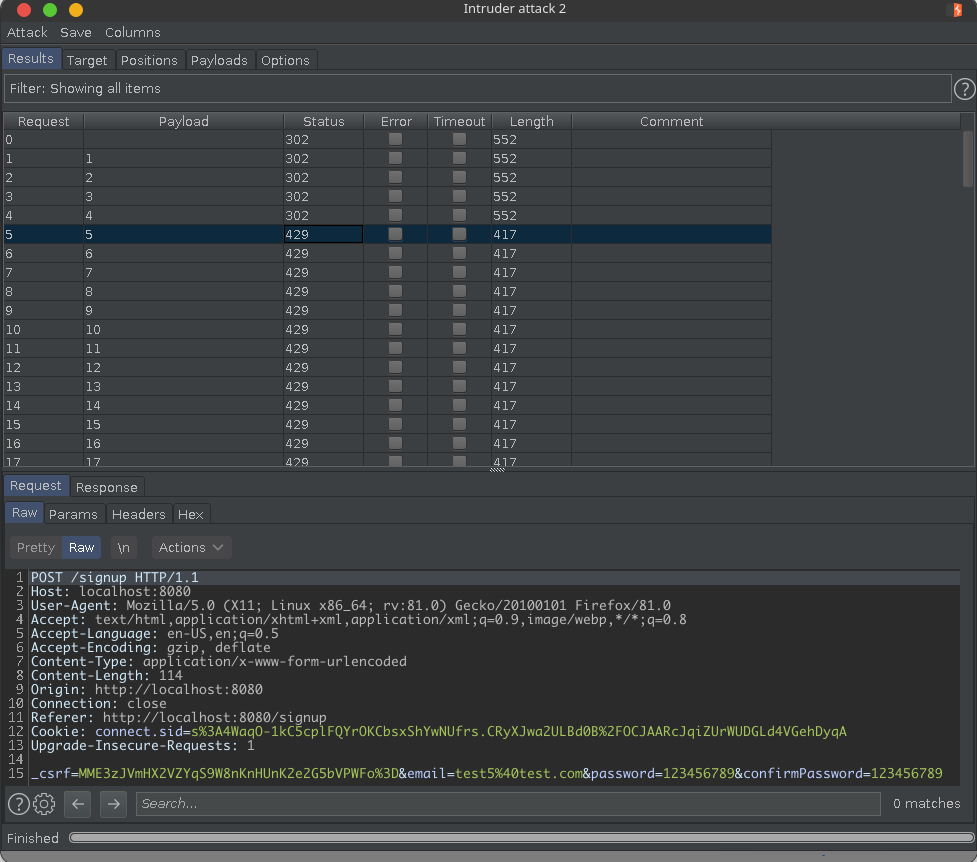 Intruder attack 2
Attack Save Columns
Results Target Positions Payloads Options
Filter: Showing all items ?
Request Payload Status Error Timeout Length Comment
0 302 552
1 1 302 552
2 2 302 552
3 3 302 552
4 4 302 552
5 5 429 417
6 6 429 417
7 7 429 417
8 8 429 417
9 9 429 417
10 10 429 417
11 11 429 417
12 12 429 417
13 13 429 417
14 14 429 417
15 15 429 417
16 16 429 417
17 17 429 417
Request Response
Raw Params Headers Hex
Pretty Raw \n Actions
1 POST /signup HTTP/1.1
2 Host: localhost:8080
3 User-Agent: Mozilla/5.0 (X11; Linux x86_64; rv:81.0) Gecko/20100101 Firefox/81.0
4 Accept: text/html,application/xhtml+xml,application/xml;q=0.9,image/webp,*/*;q=0.8
5 Accept-Language: en-US,en;q=0.5
6 Accept-Encoding: gzip, deflate
7 Content-Type: application/x-www-form-urlencoded
8 Content-Length: 114
9 Origin: http://localhost:8080
10 Connection: close
11 Referer: http://localhost:8080/signup
12 Cookie: connect.sid=s%3A4WaqO-1kC5cplFQYrOKCbsxShYwNUfrs.CRyXJwa2ULBd0B%2FOCJAARcJqiZUrWUDGLd4VGehDyqA
13 Upgrade-Insecure-Requests: 1
14
15 _csrf=MME3zJVmHX2VZYqS9W8nKnHUnK2e2G5bVPWFo%3D&email=test5%40test.com&password=123456789&confirmPassword=123456789
? Search... 0 matches
Finished